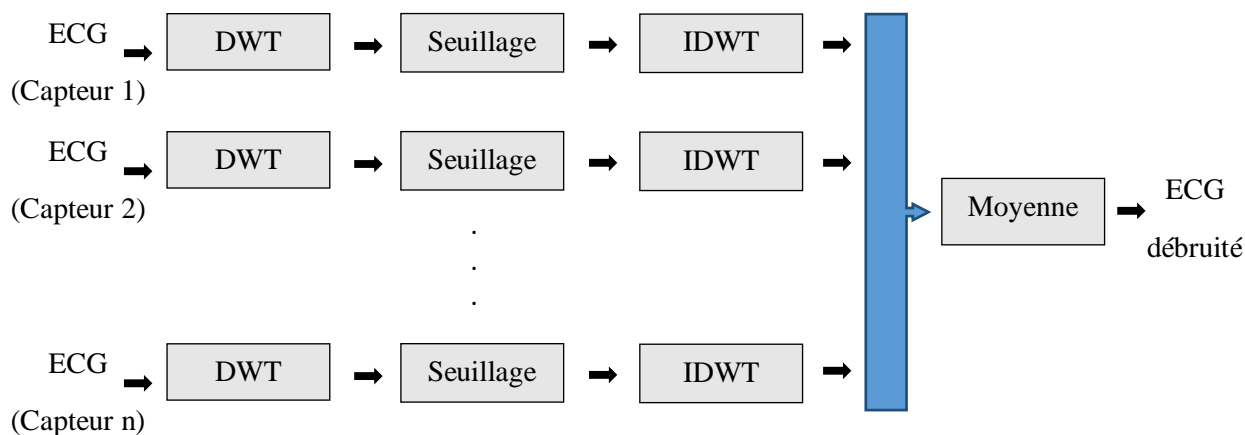 ECG
(Capteur 1)
DWT
Seuillage
IDWT
ECG
(Capteur 2)
DWT
Seuillage
IDWT
.
.
.
Moyenne
ECG
débruité
ECG
(Capteur n)
DWT
Seuillage
IDWT